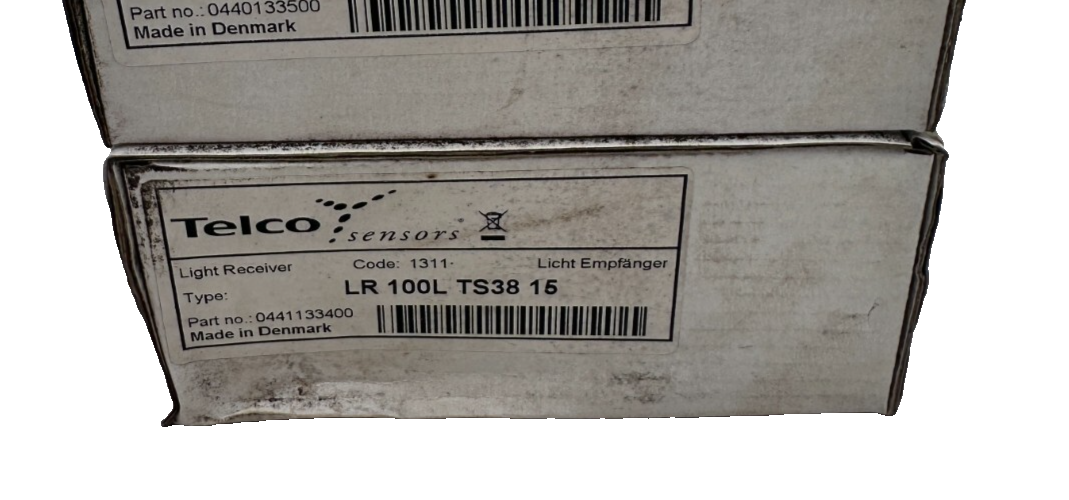 Part no.: 0440133500
Made in Denmark
Telco sensors
Light Receiver Code: 1311- Licht Empfänger
Type: LR 100L TS38 15
Part no.: 0441133400
Made in Denmark